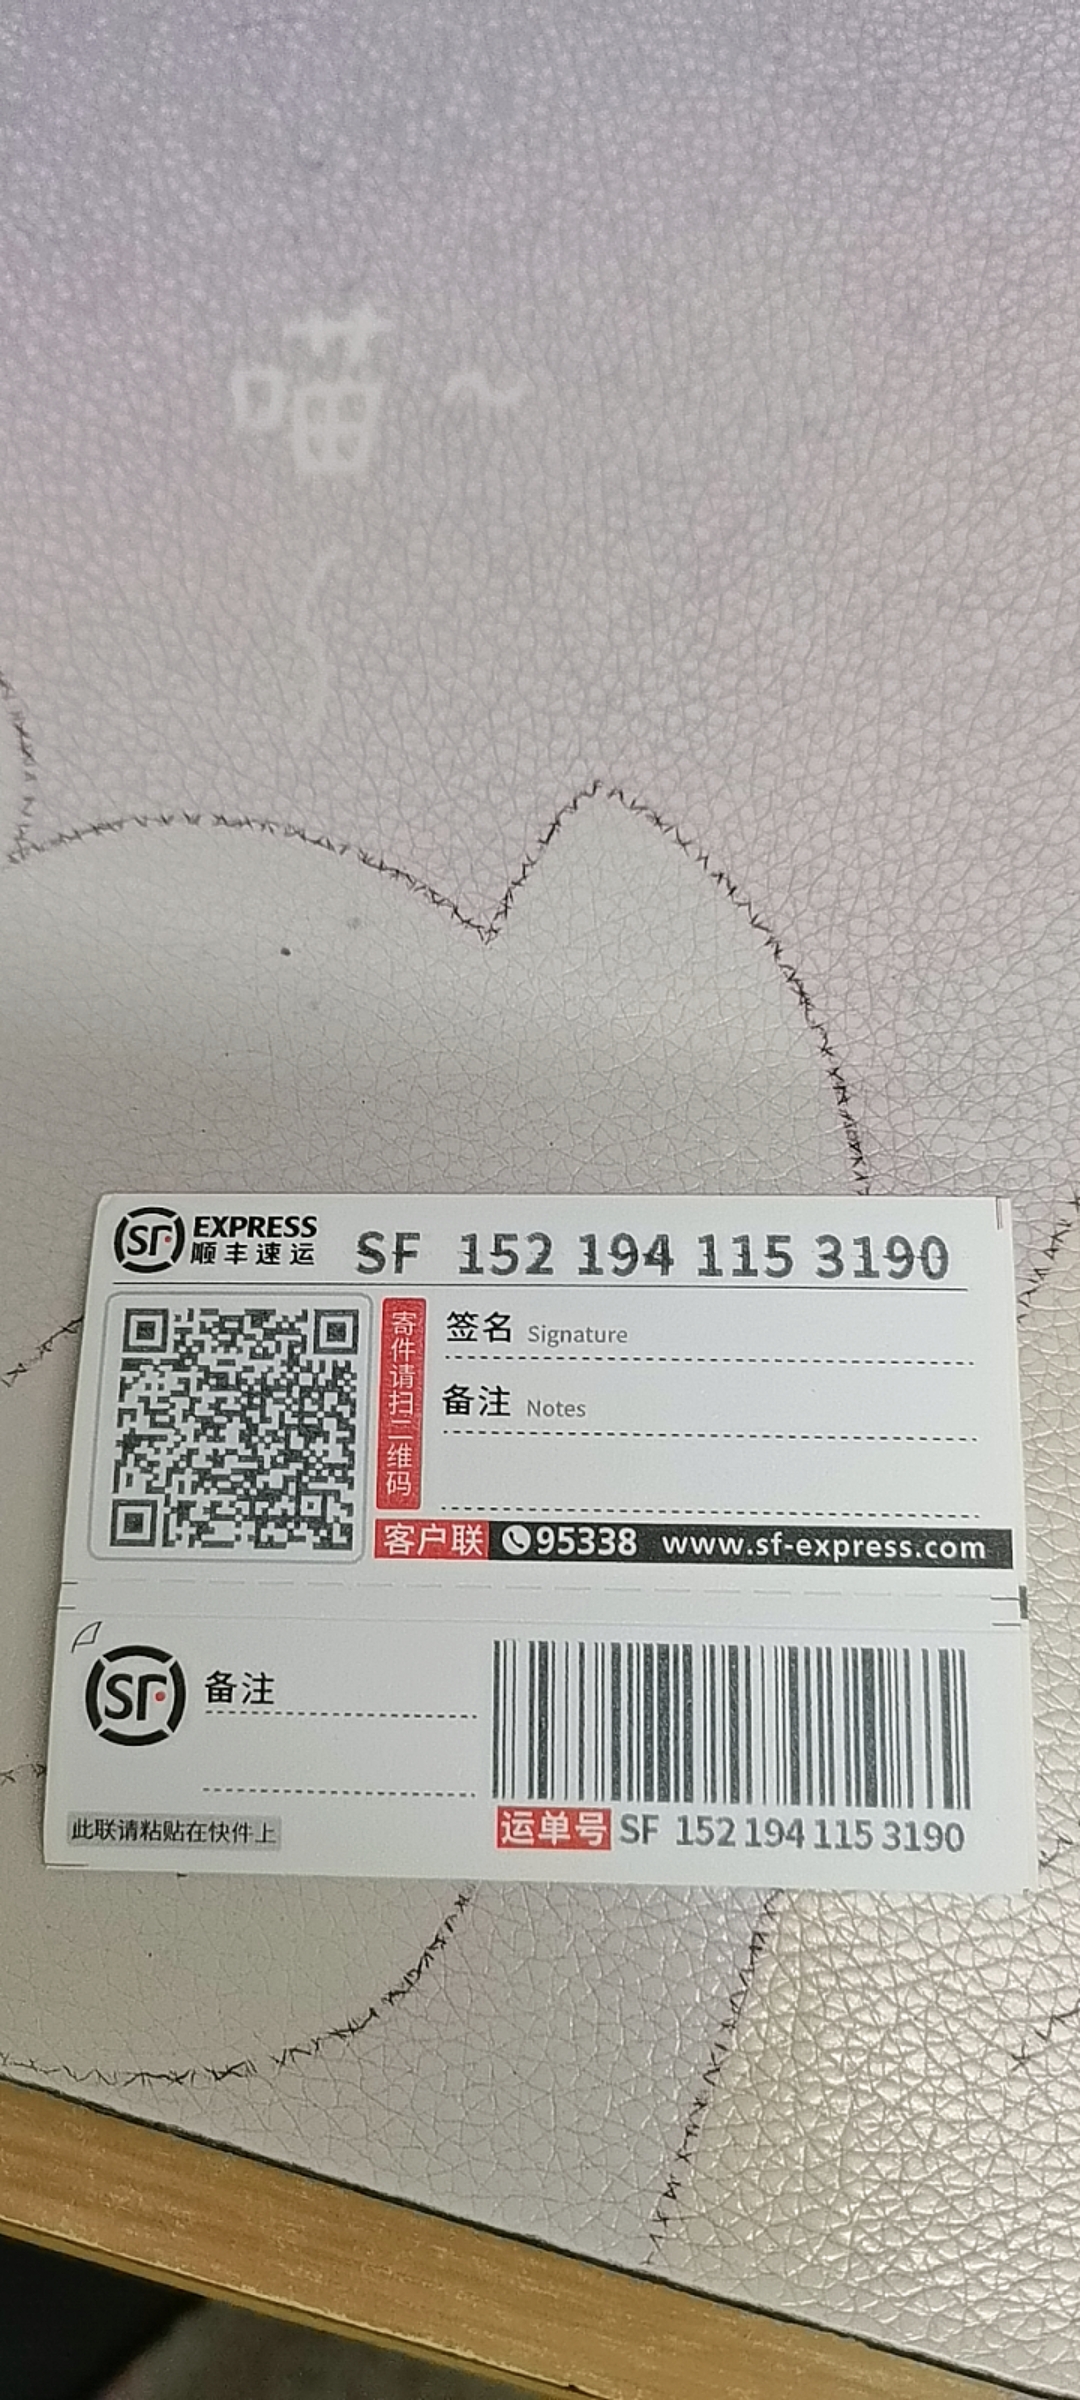 喵~
SF EXPRESS
顺丰速运
SF 152 194 115 3190
寄件请扫二维码
签名 Signature
备注 Notes
客户联 95338 www.sf-express.com
SF 备注
此联请粘贴在快件上
运单号 SF 152 194 115 3190